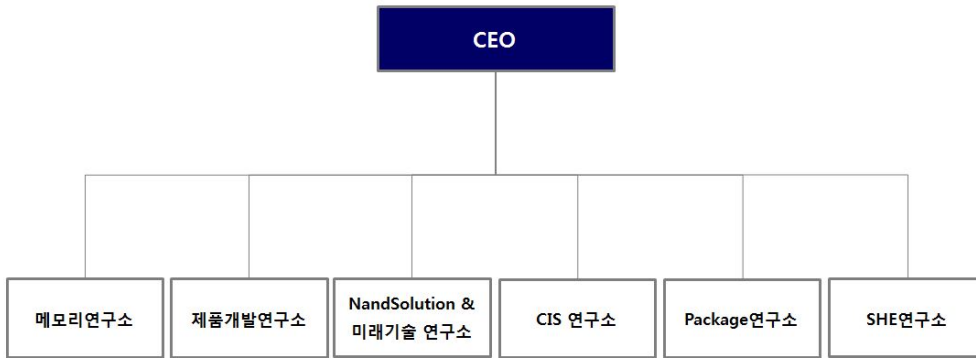 CEO
메모리연구소
제품개발연구소
NandSolution &
미래기술 연구소
CIS 연구소
Package연구소
SHE연구소